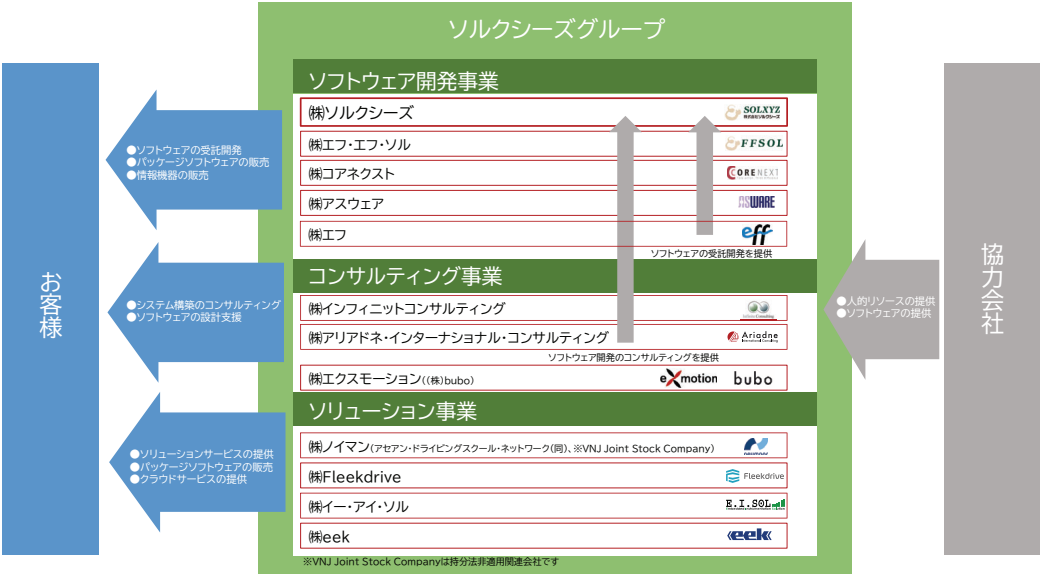 ソルクシーズグループ
お客様
●ソフトウェアの受託開発
●パッケージソフトウェアの販売
●情報機器の販売
●システム構築のコンサルティング
●ソフトウェアの設計支援
●ソリューションサービスの提供
●パッケージソフトウェアの販売
●クラウドサービスの提供
ソフトウェア開発事業
㈱ソルクシーズ
SOLXYZ
株式会社ソルクシーズ
㈱エフ・エフ・ソル
FFSOL
㈱コアネクスト
CORENEXT
㈱アスウェア
ASWARE
㈱エフ
eff
ソフトウェアの受託開発を提供
コンサルティング事業
㈱インフィニットコンサルティング
㈱アリアドネ・インターナショナル・コンサルティング
Ariadne
International Consulting
ソフトウェア開発のコンサルティングを提供
㈱エクスモーション((株)bubo)
eXmotion
bubo
ソリューション事業
㈱ノイマン(アセアン・ドライビングスクール・ネットワーク(同)、※VNJ Joint Stock Company)
NEUMANN
㈱Fleekdrive
Fleekdrive
㈱イー・アイ・ソル
E.I.SOL
㈱eek
eek
※VNJ Joint Stock Companyは持分法非適用関連会社です
●人的リソースの提供
●ソフトウェアの提供
協力会社